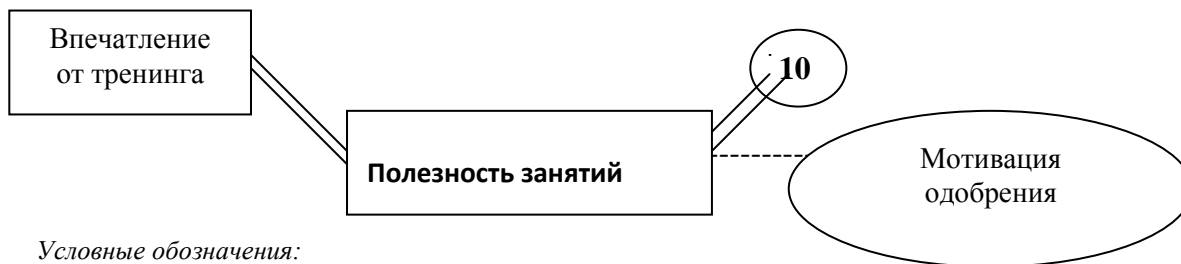 Впечатление
от тренинга
10
Полезность занятий
Мотивация
одобрения
Условные обозначения: